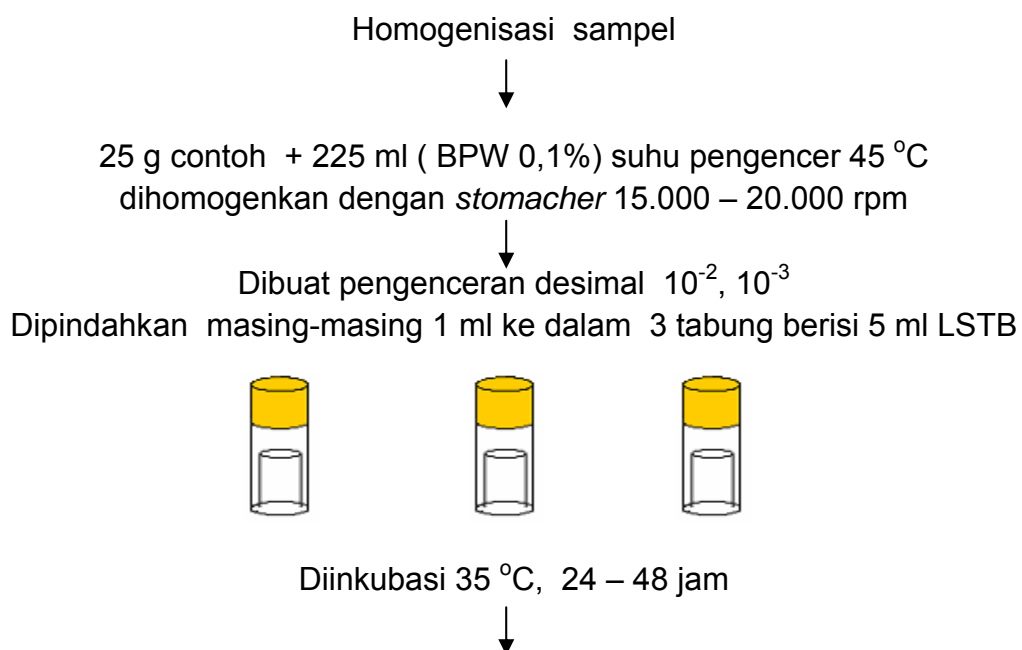 Homogenisasi sampel
25 g contoh + 225 ml ( BPW 0,1%) suhu pengencer 45 °C
dihomogenkan dengan stomacher 15.000 – 20.000 rpm
Dibuat pengenceran desimal 10⁻², 10⁻³
Dipindahkan masing-masing 1 ml ke dalam 3 tabung berisi 5 ml LSTB
Diinkubasi 35 °C, 24 – 48 jam